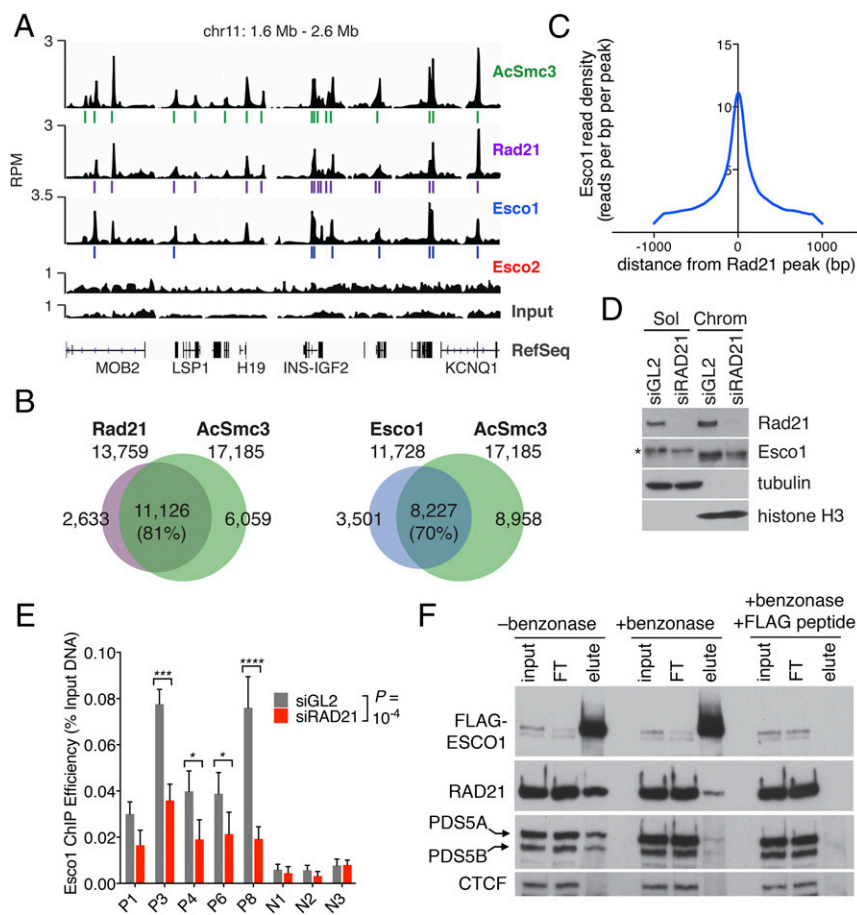 A
chr11: 1.6 Mb - 2.6 Mb
3
AcSmc3
3
Rad21
RPM
3.5
Esco1
Esco2
1
Input
1
RefSeq
MOB2 LSP1 H19 INS-IGF2 KCNQ1
B
Rad21 AcSmc3
13,759 17,185
2,633 11,126 6,059
(81%)
Esco1 AcSmc3
11,728 17,185
3,501 8,227 8,958
(70%)
C
Esco1 read density
(reads per bp per peak)
15
10
5
-1000 0 1000
distance from Rad21 peak (bp)
D
Sol Chrom
siGL2 siRAD21 siGL2 siRAD21
Rad21
* Esco1
tubulin
histone H3
E
Esco1 ChIP Efficiency (% Input DNA)
0.10
0.08
0.06
0.04
0.02
0.00
*** * * ****
siGL2
siRAD21
P =
10-4
P1 P3 P4 P6 P8 N1 N2 N3
F
–benzonase +benzonase +benzonase
+FLAG peptide
input FT elute input FT elute input FT elute
FLAG-
ESCO1
RAD21
PDS5A
PDS5B
CTCF